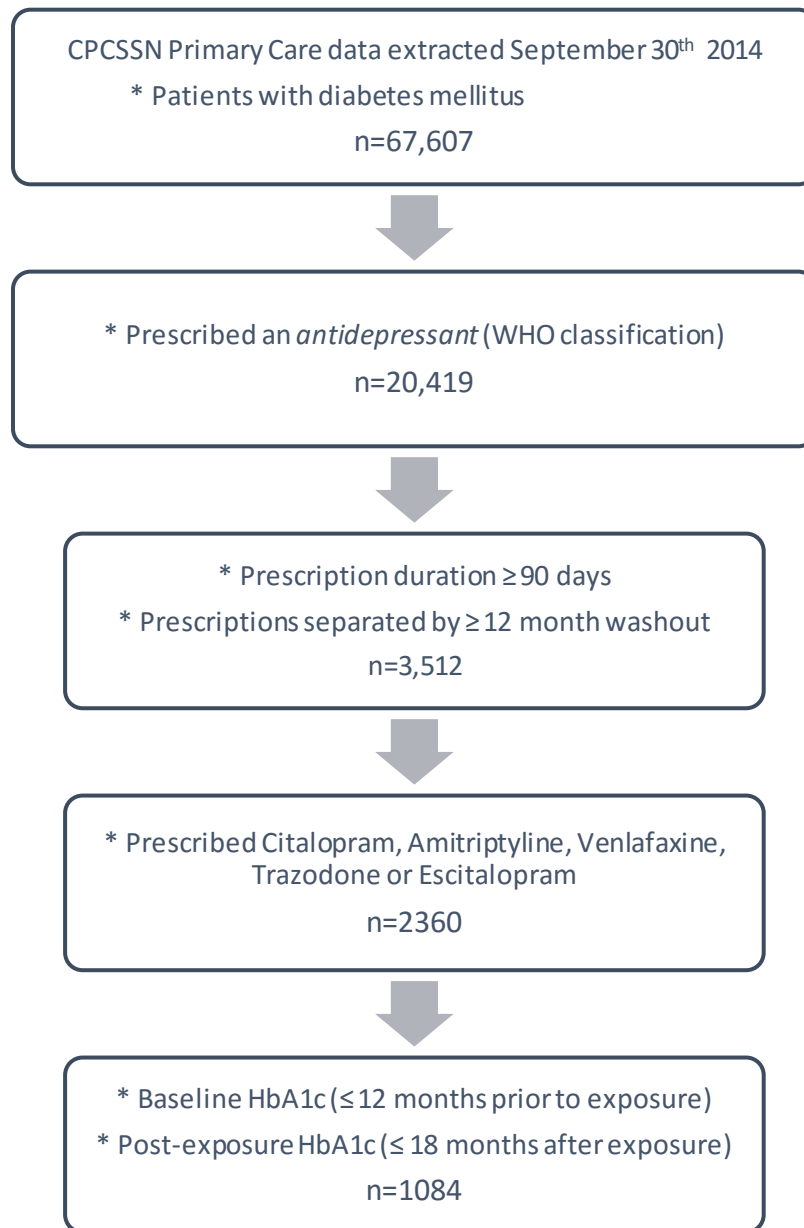 CPCSSN Primary Care data extracted September 30th 2014
* Patients with diabetes mellitus
n=67,607
* Prescribed an antidepressant (WHO classification)
n=20,419
* Prescription duration ≥90 days
* Prescriptions separated by ≥12 month washout
n=3,512
* Prescribed Citalopram, Amitriptyline, Venlafaxine,
Trazodone or Escitalopram
n=2360
* Baseline HbA1c (≤12 months prior to exposure)
* Post-exposure HbA1c (≤ 18 months after exposure)
n=1084